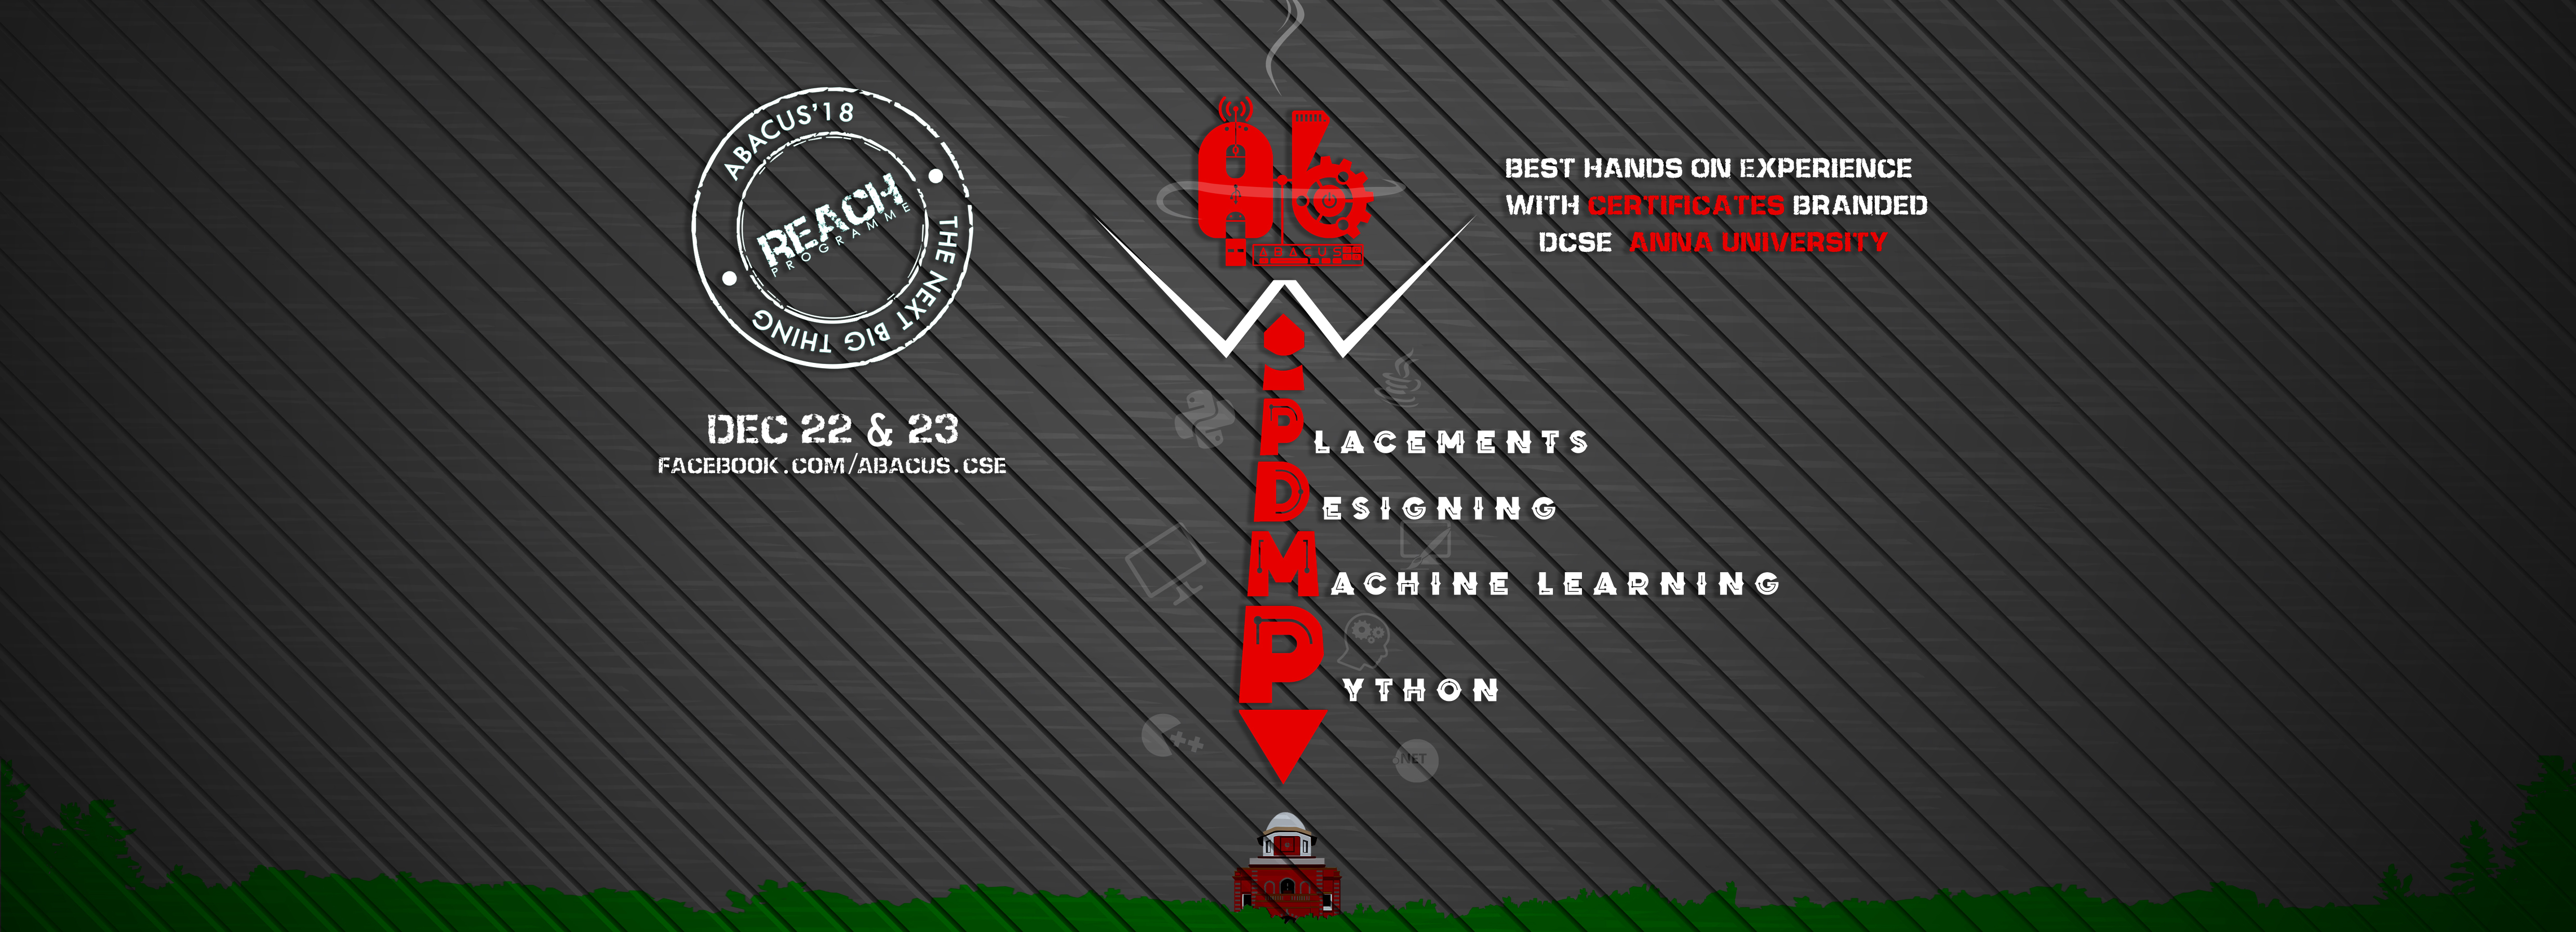 ABACUS'18
REACH
PROGRAMME
THE NEXT BIG THING
DEC 22 & 23
FACEBOOK.COM/ABACUS.CSE
Ab
ABACUS
BEST HANDS ON EXPERIENCE
WITH CERTIFICATES BRANDED
DCSE ANNA UNIVERSITY
PLACEMENTS
DESIGNING
MACHINE LEARNING
PYTHON
C++
.NET